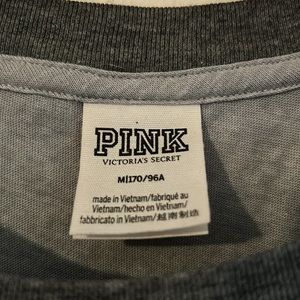 PINK
VICTORIA'S SECRET
M|170/96A
made in Vietnam/fabriqué au
Vietnam/hecho en Vietnam/
fabbricato in Vietnam/越南制造